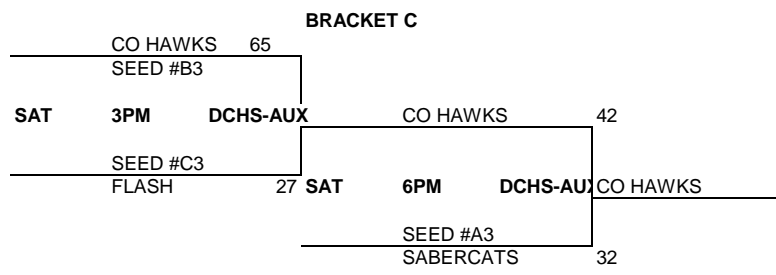 BRACKET C
CO HAWKS 65
SEED #B3
SAT 3PM DCHS-AUX CO HAWKS 42
SEED #C3
FLASH 27 SAT 6PM DCHS-AUX CO HAWKS
SEED #A3
SABERCATS 32